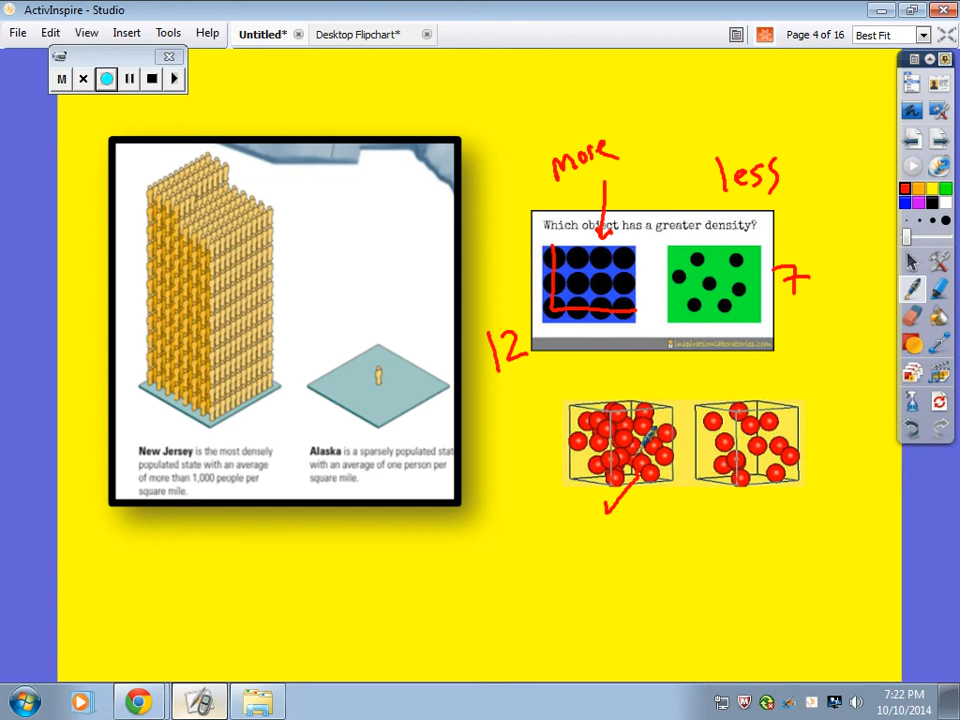 ActivInspire - Studio
File Edit View Insert Tools Help
Untitled* Desktop Flipchart*
Page 4 of 16
Best Fit
M
more
less
Which object has a greater density?
7
12
inspirationlaboratories.com
New Jersey is the most densely
populated state with an average
of more than 1,000 people per
square mile.
Alaska is a sparsely populated stat
with an average of one person per
square mile.
7:22 PM
10/10/2014